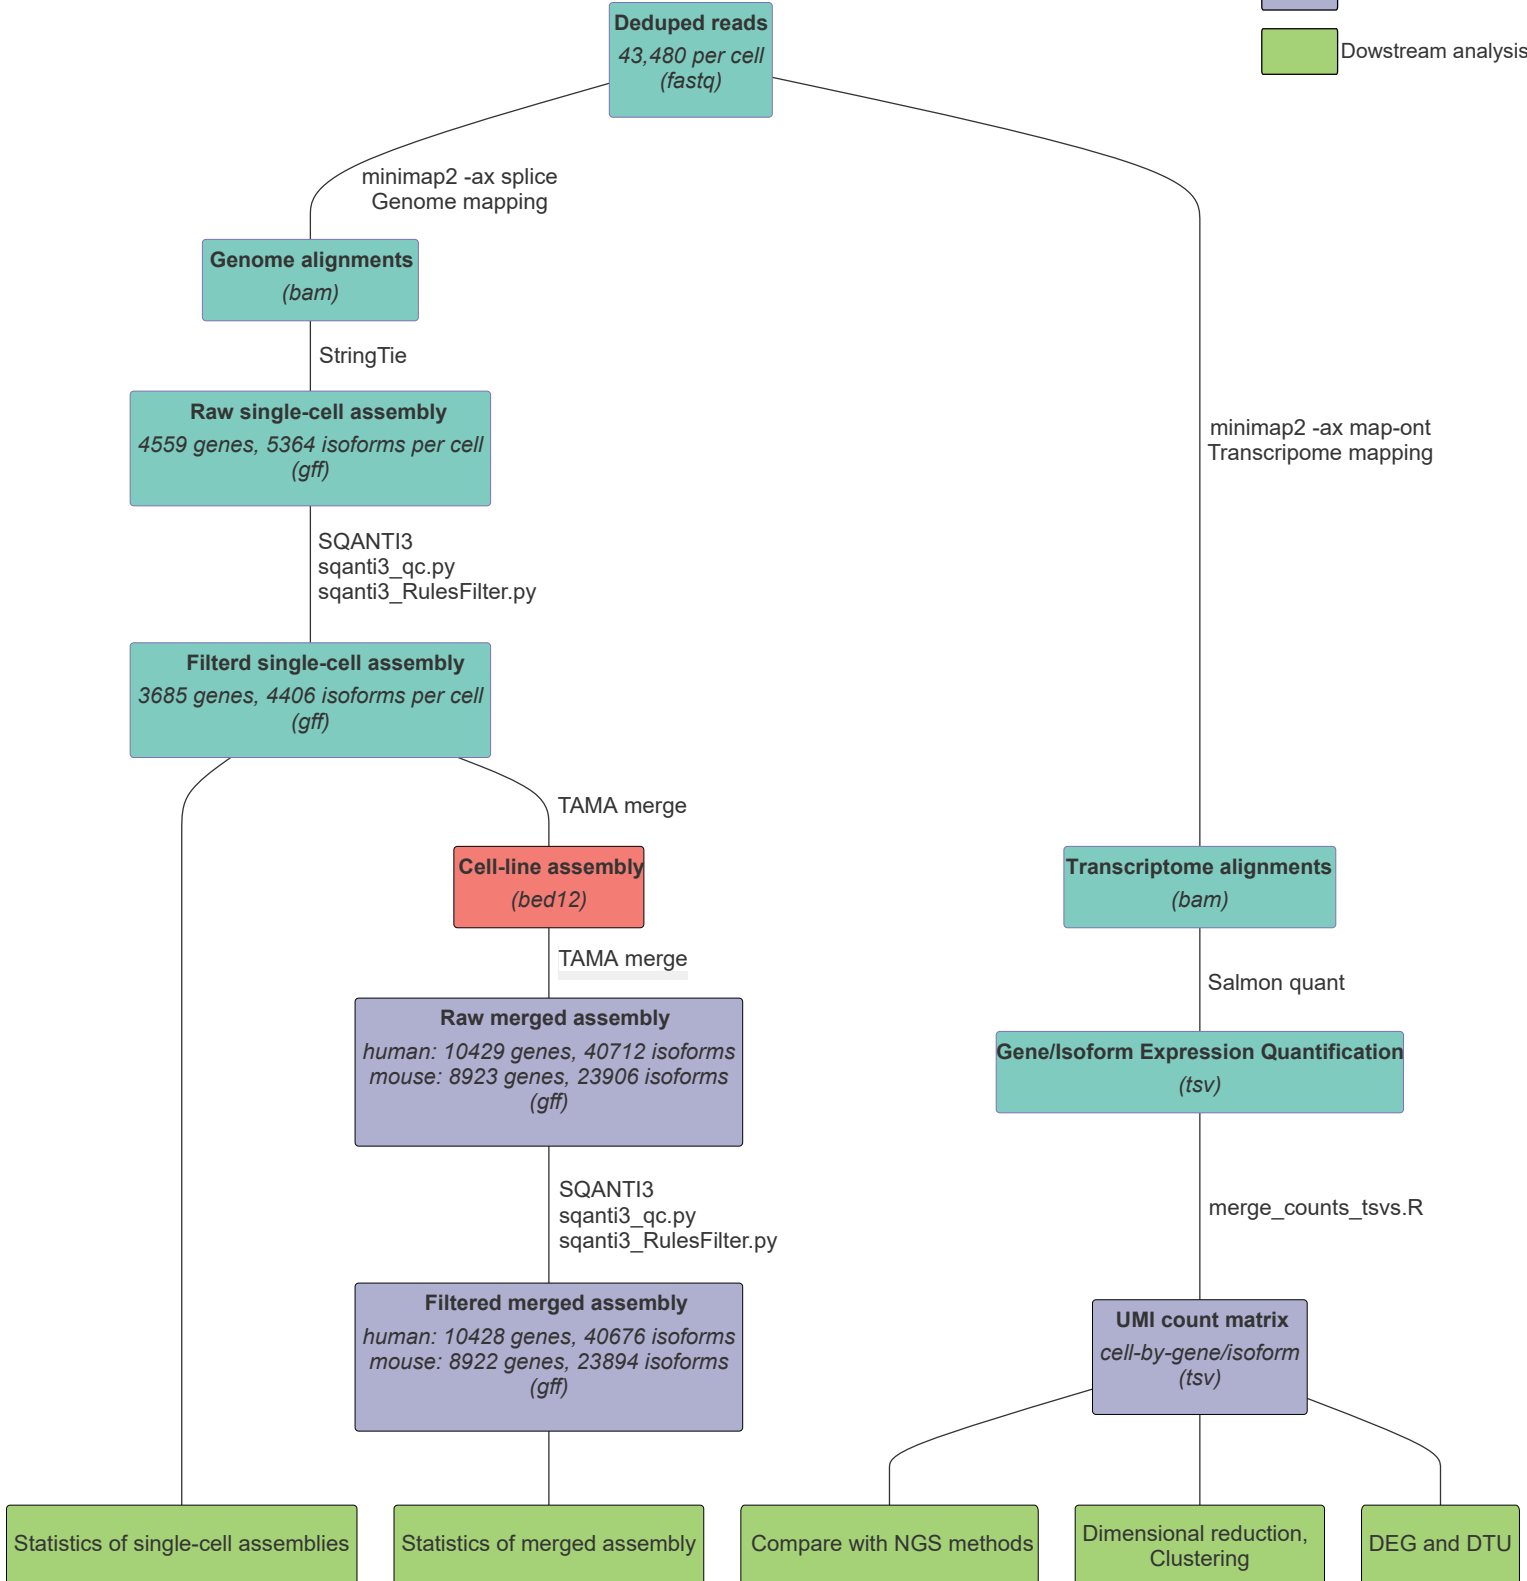 Deduped reads
43,480 per cell
(fastq)
Dowstream analysis
minimap2 -ax splice
Genome mapping
Genome alignments
(bam)
StringTie
Raw single-cell assembly
4559 genes, 5364 isoforms per cell
(gff)
minimap2 -ax map-ont
Transcripome mapping
SQANTI3
sqanti3_qc.py
sqanti3_RulesFilter.py
Filterd single-cell assembly
3685 genes, 4406 isoforms per cell
(gff)
TAMA merge
Cell-line assembly
(bed12)
Transcriptome alignments
(bam)
TAMA merge
Salmon quant
Raw merged assembly
human: 10429 genes, 40712 isoforms
mouse: 8923 genes, 23906 isoforms
(gff)
Gene/Isoform Expression Quantification
(tsv)
SQANTI3
sqanti3_qc.py
sqanti3_RulesFilter.py
merge_counts_tsvs.R
Filtered merged assembly
human: 10428 genes, 40676 isoforms
mouse: 8922 genes, 23894 isoforms
(gff)
UMI count matrix
cell-by-gene/isoform
(tsv)
Statistics of single-cell assemblies
Statistics of merged assembly
Compare with NGS methods
Dimensional reduction,
Clustering
DEG and DTU